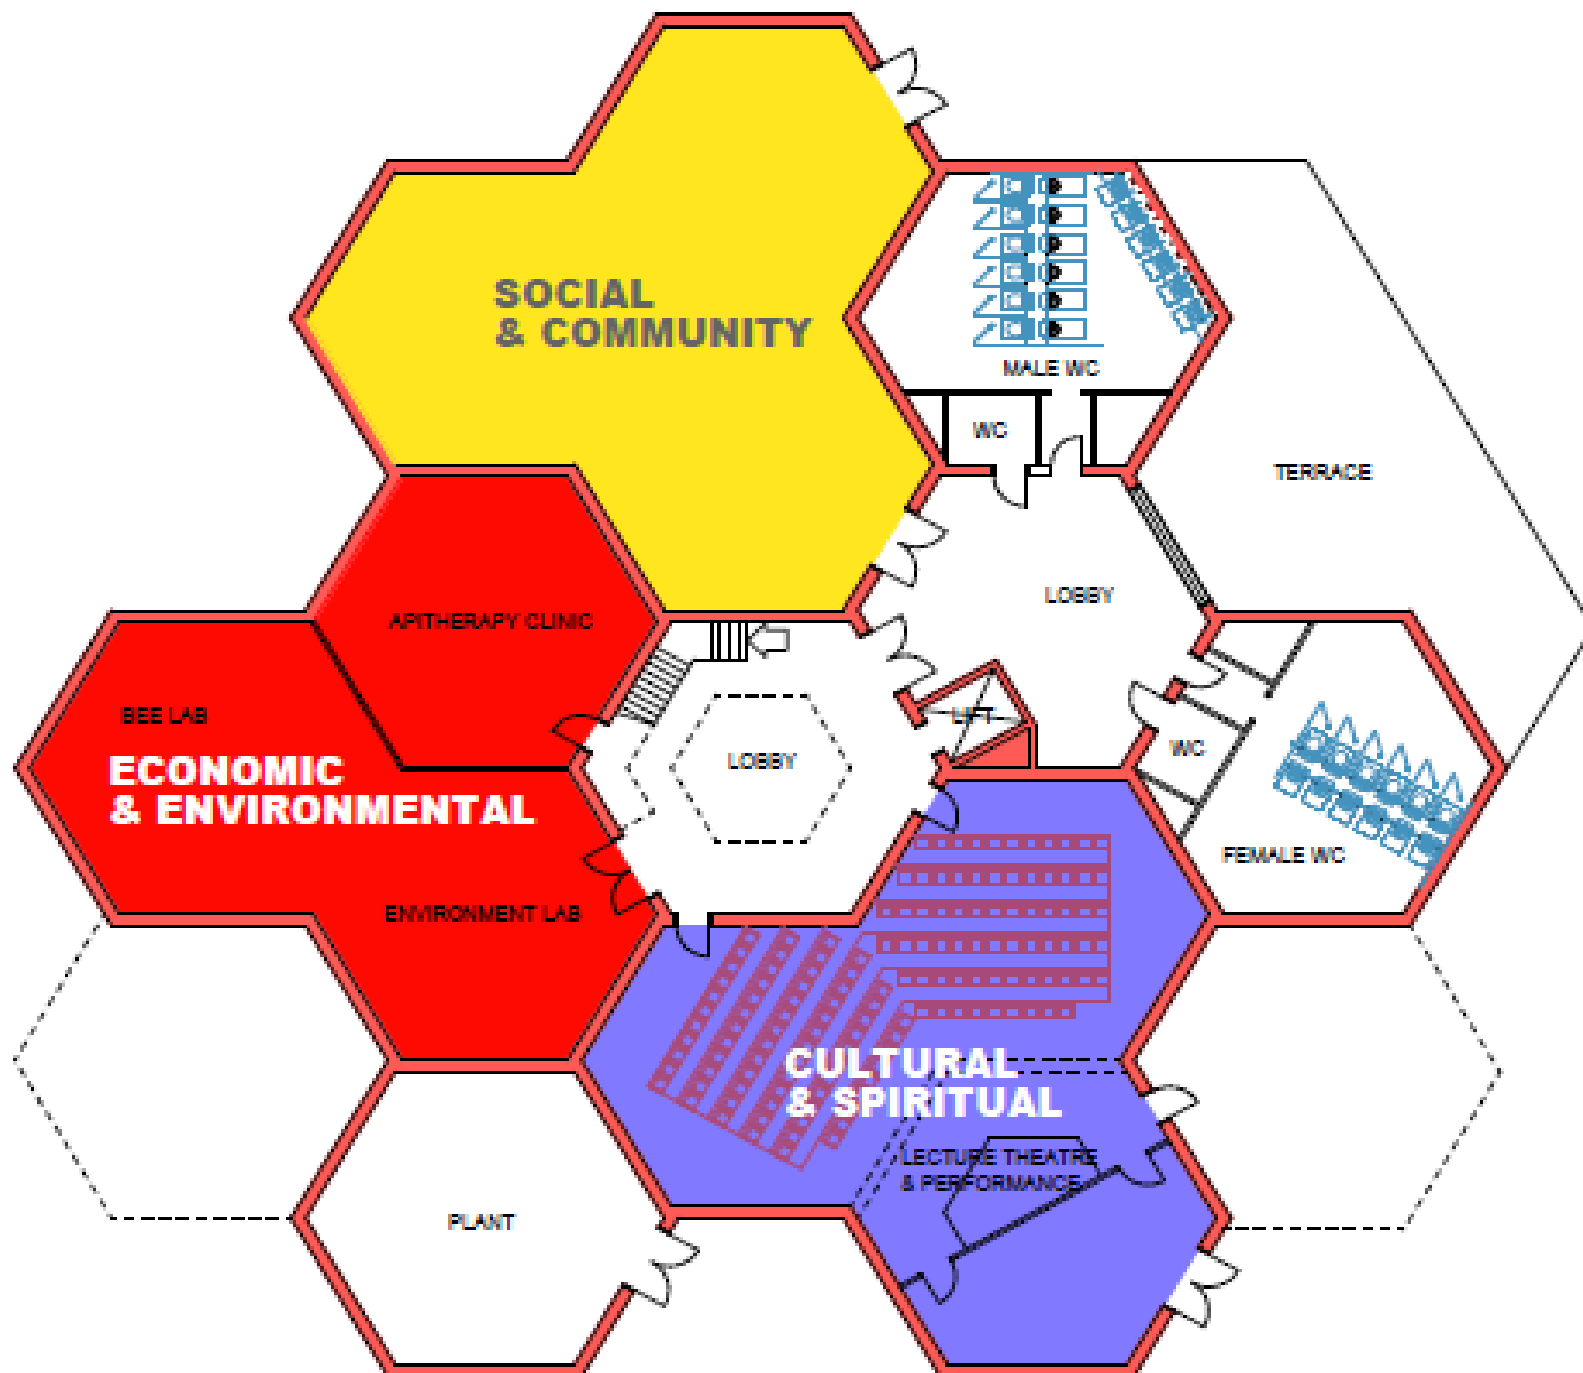 SOCIAL
& COMMUNITY
MALE WC
WC
TERRACE
LOBBY
APITHERAPY CLINIC
BEE LAB
LIFT
WC
LOBBY
ECONOMIC
& ENVIRONMENTAL
FEMALE WC
ENVIRONMENT LAB
CULTURAL
& SPIRITUAL
LECTURE THEATRE
& PERFORMANCE
PLANT